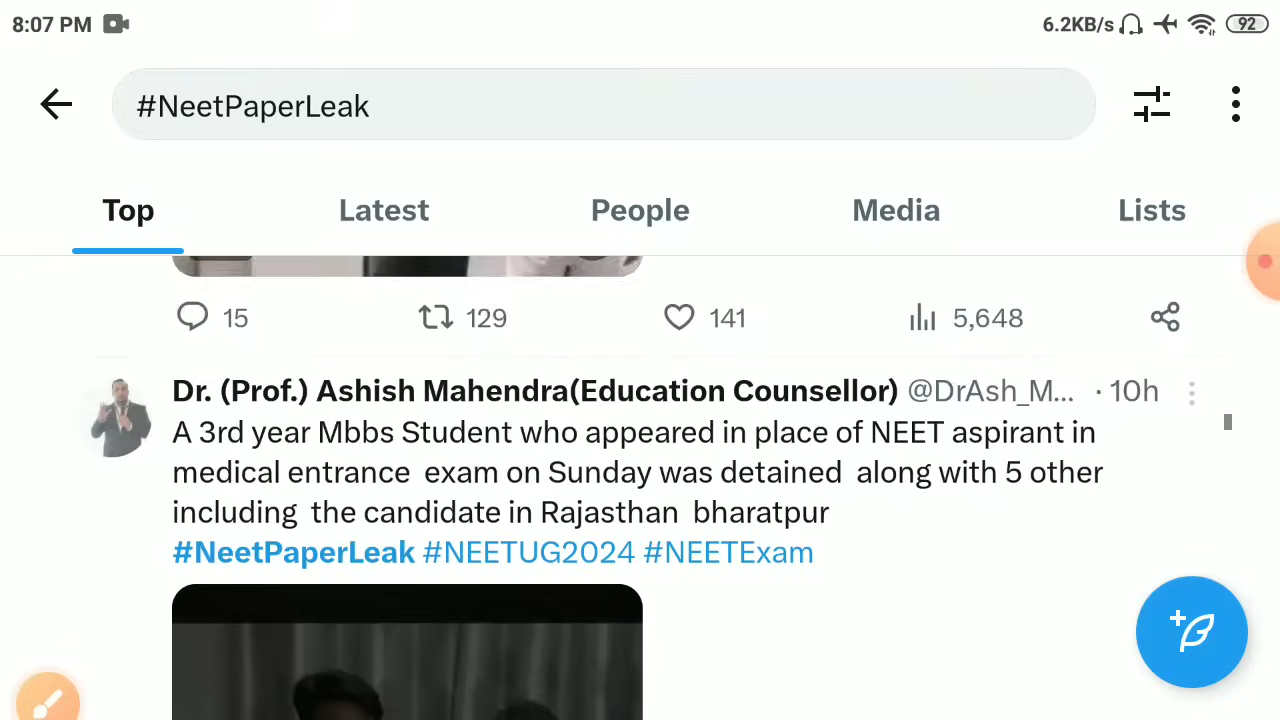 8:07 PM 6.2KB/s 92
#NeetPaperLeak
Top Latest People Media Lists
15 129 141 5,648
Dr. (Prof.) Ashish Mahendra(Education Counsellor) @DrAsh_M... · 10h
A 3rd year Mbbs Student who appeared in place of NEET aspirant in
medical entrance exam on Sunday was detained along with 5 other
including the candidate in Rajasthan bharatpur
#NeetPaperLeak #NEETUG2024 #NEETExam